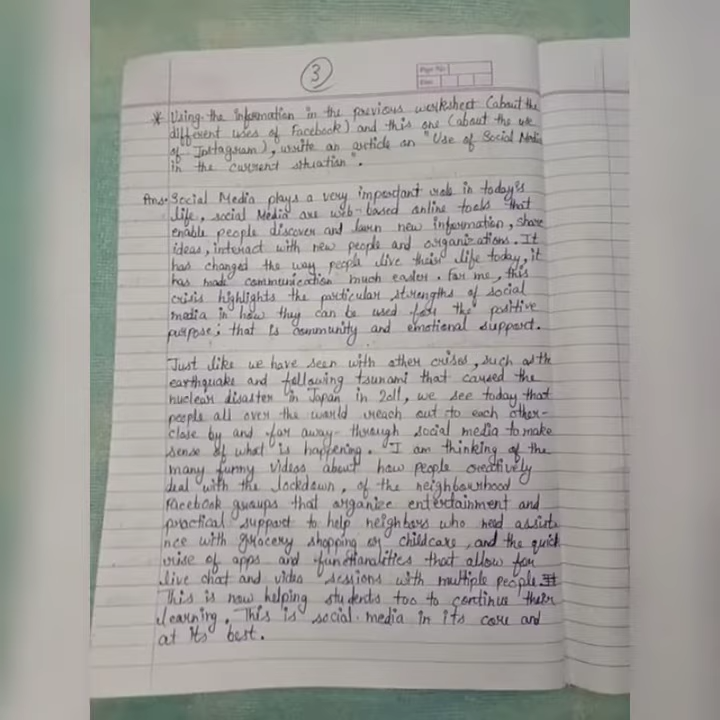 3
Page No.
Date
* Using the information in the previous worksheet (about the
different uses of Facebook) and this one (about the use
of Instagram), write an article on "Use of Social Media
in the current situation".
Ans. Social Media plays a very important role in today's
life, social Media are web-based online tools that
enable people discover and learn new information, share
ideas, interact with new people and organizations. It
has changed the way people live their life today, it
has made communication much easier. For me, this
crisis highlights the particular strengths of social
media in how they can be used for the positive
purpose; that is community and emotional support.
Just like we have seen with other crises, such as the
earthquake and following tsunami that caused the
nuclear disaster in Japan in 2011, we see today that
people all over the world reach out to each other-
close by and far away- through social media to make
sense of what is happening. I am thinking of the
many funny videos about how people creatively
deal with the lockdown, of the neighbourhood
Facebook groups that organize entertainment and
practical support to help neighbers who need assista
nce with grocery shopping or childcare, and the quick
rise of apps and functionalities that allow for
live chat and video sessions with multiple people.
This is now helping students too to continue their
learning. This is social media in its core and
at its best.